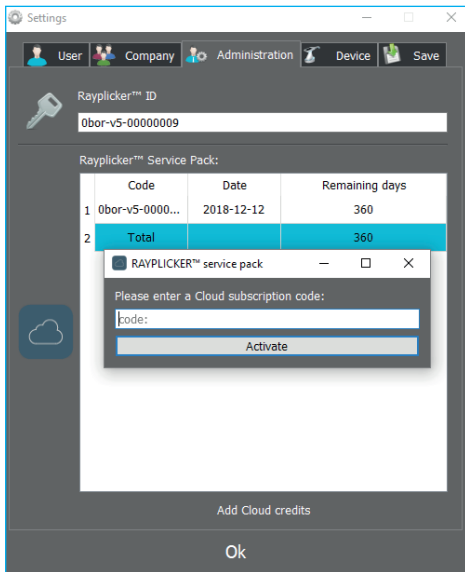 Settings
User Company Administration Device Save
Rayplicker™ ID
0bor-v5-00000009
Rayplicker™ Service Pack:
Code Date Remaining days
1 0bor-v5-0000... 2018-12-12 360
2 Total 360
RAYPLICKER™ service pack
Please enter a Cloud subscription code:
code:
Activate
Add Cloud credits
Ok